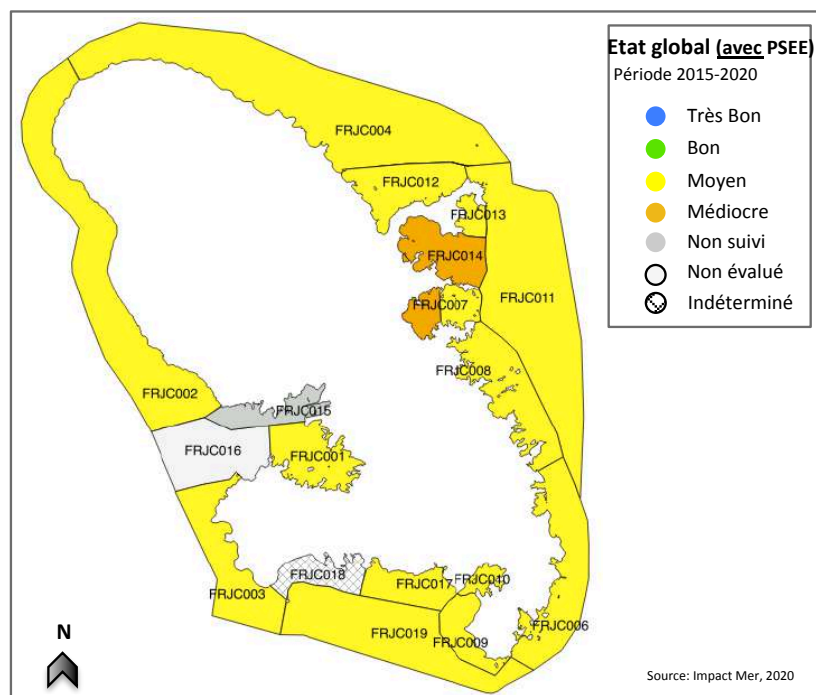 Etat global (avec PSEE)
Période 2015-2020
Très Bon
Bon
Moyen
Médiocre
Non suivi
Non évalué
Indéterminé
FRJC004
FRJC012
FRJC013
FRJC014
FRJC011
FRJC007
FRJC008
FRJC002
FRJC015
FRJC016
FRJC001
FRJC018
FRJC017
FRJC010
FRJC003
FRJC019
FRJC009
FRJC006
N
Source: Impact Mer, 2020